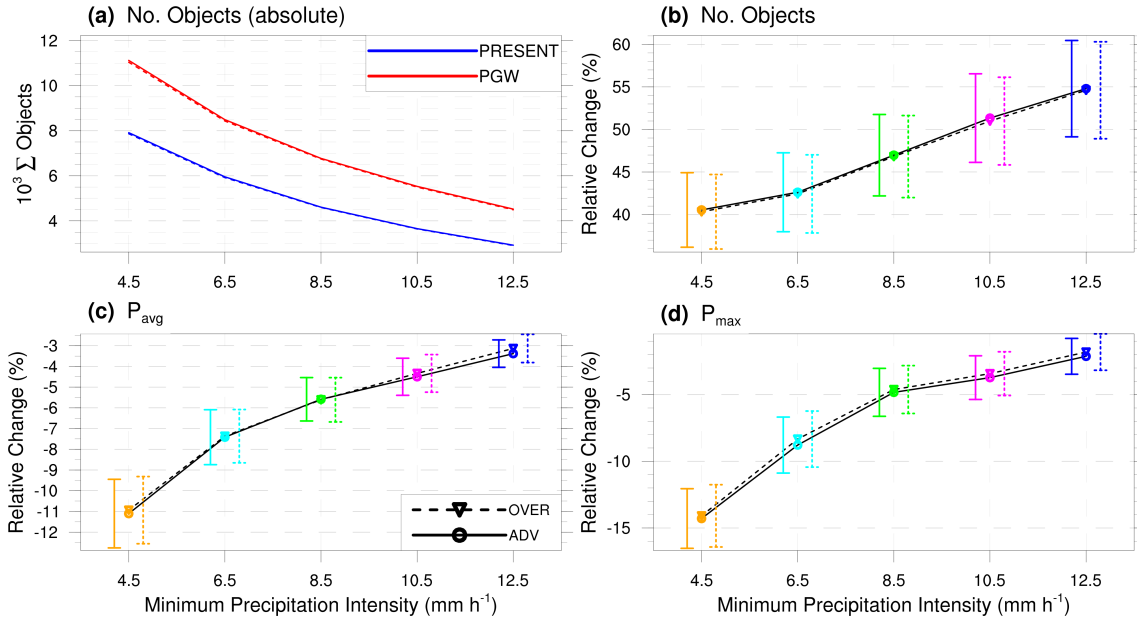 (a) No. Objects (absolute)
12
10
8
6
4
10³ Σ Objects
PRESENT
PGW
4.5 6.5 8.5 10.5 12.5
(b) No. Objects
60
55
50
45
40
Relative Change (%)
4.5 6.5 8.5 10.5 12.5
(c) Pavg
-3
-4
-5
-6
-7
-8
-9
-10
-11
-12
Relative Change (%)
OVER
ADV
4.5 6.5 8.5 10.5 12.5
Minimum Precipitation Intensity (mm h⁻¹)
(d) Pmax
-5
-10
-15
Relative Change (%)
4.5 6.5 8.5 10.5 12.5
Minimum Precipitation Intensity (mm h⁻¹)